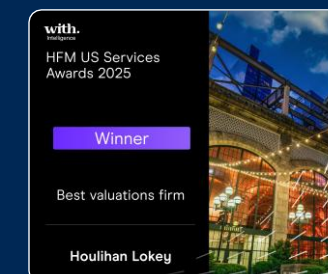 with.
Intelligence
HFM US Services
Awards 2025
Winner
Best valuations firm
Houlihan Lokey